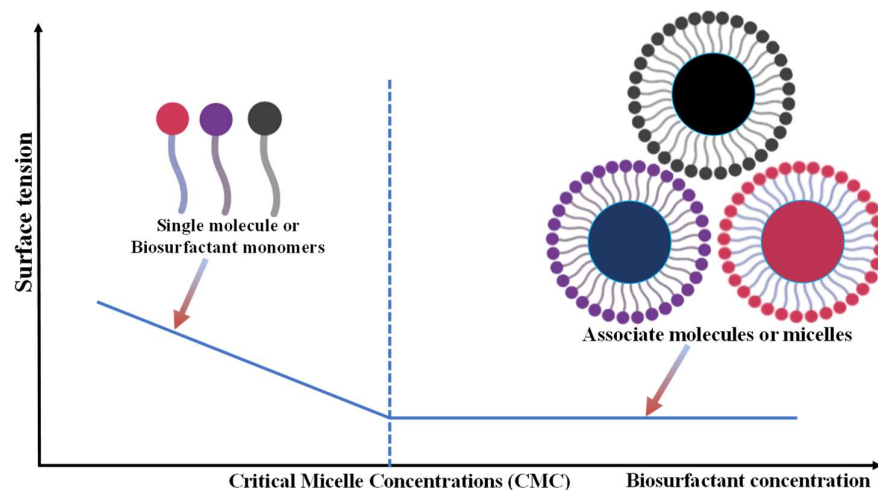 Surface tension
Single molecule or
Biosurfactant monomers
Associate molecules or micelles
Critical Micelle Concentrations (CMC)
Biosurfactant concentration